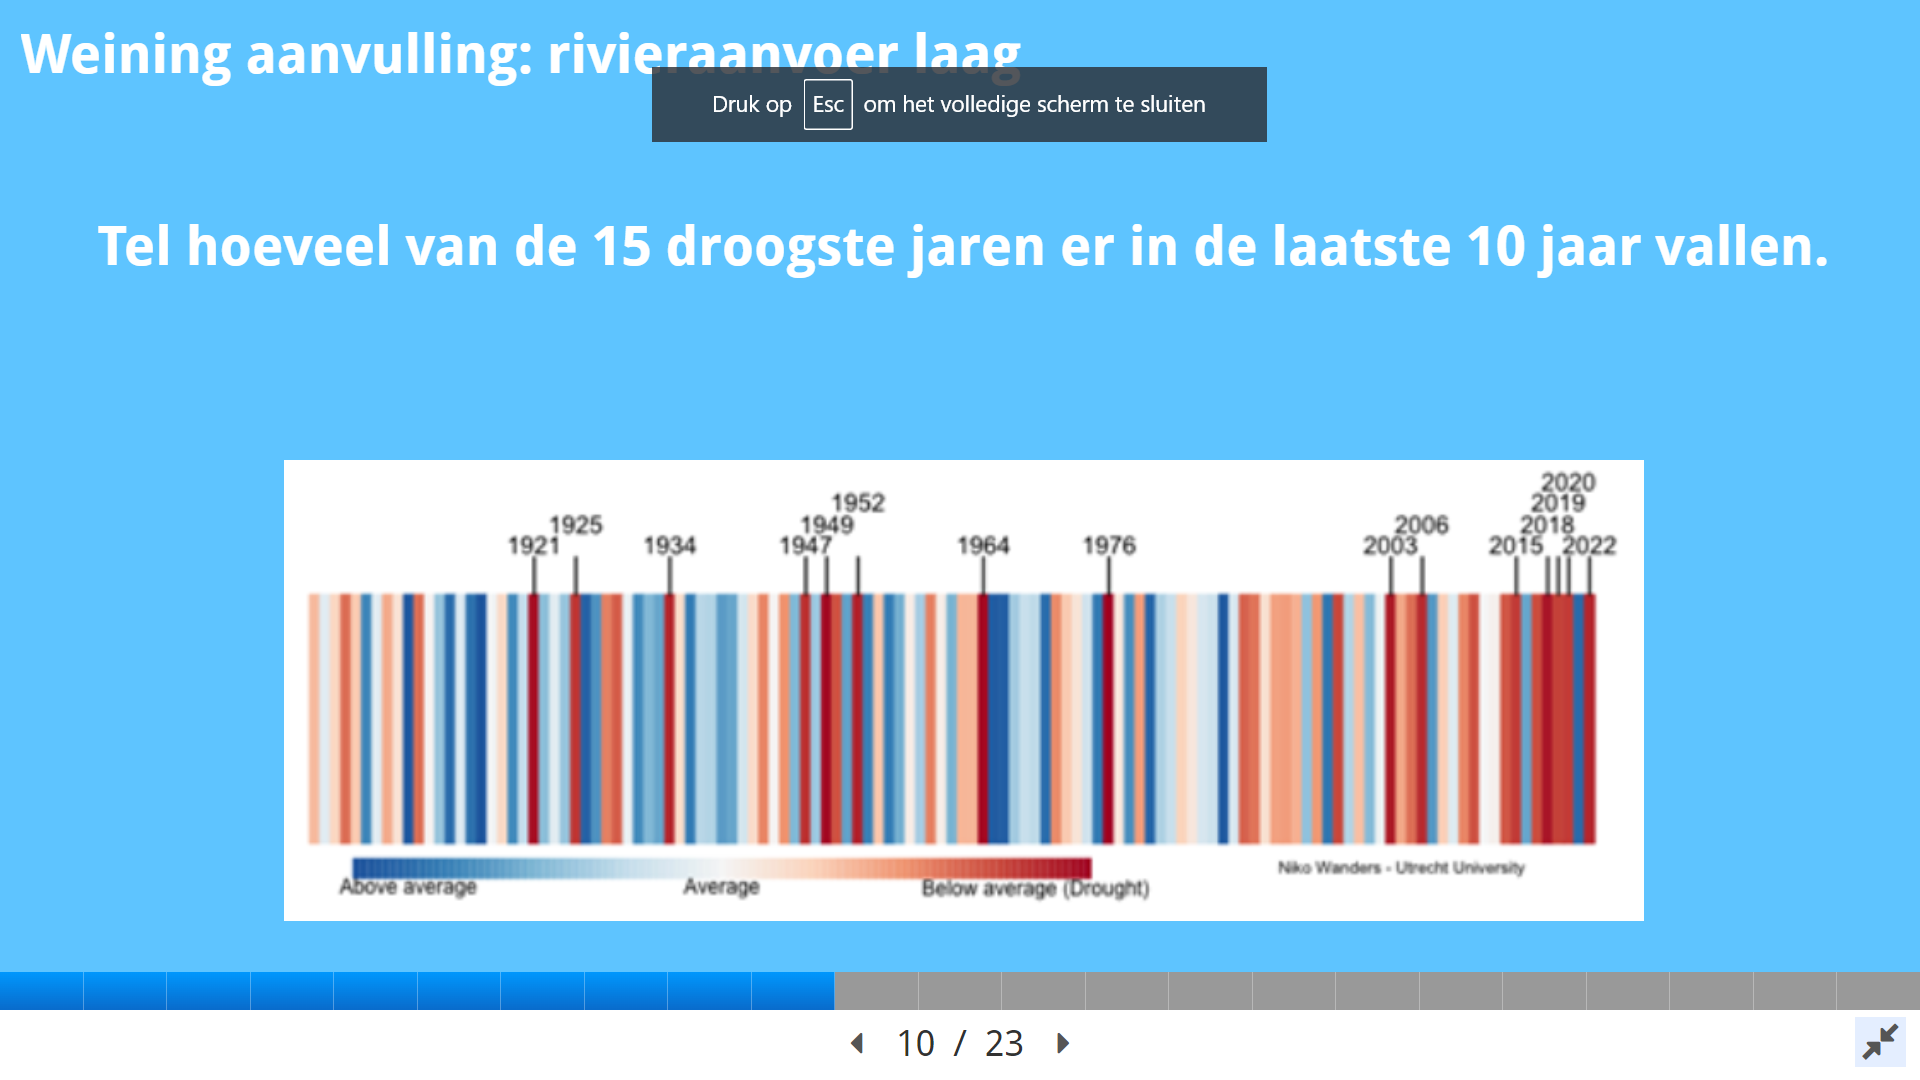 Weining aanvulling: rivieraanvoer laag
Druk op Esc om het volledige scherm te sluiten
Tel hoeveel van de 15 droogste jaren er in de laatste 10 jaar vallen.
2020
1952 2019
1925 1949 2006 2018
1921 1934 1947 1964 1976 2003 2015 2022
Above average Average Below average (Drought)
Niko Wanders - Utrecht University
10 / 23